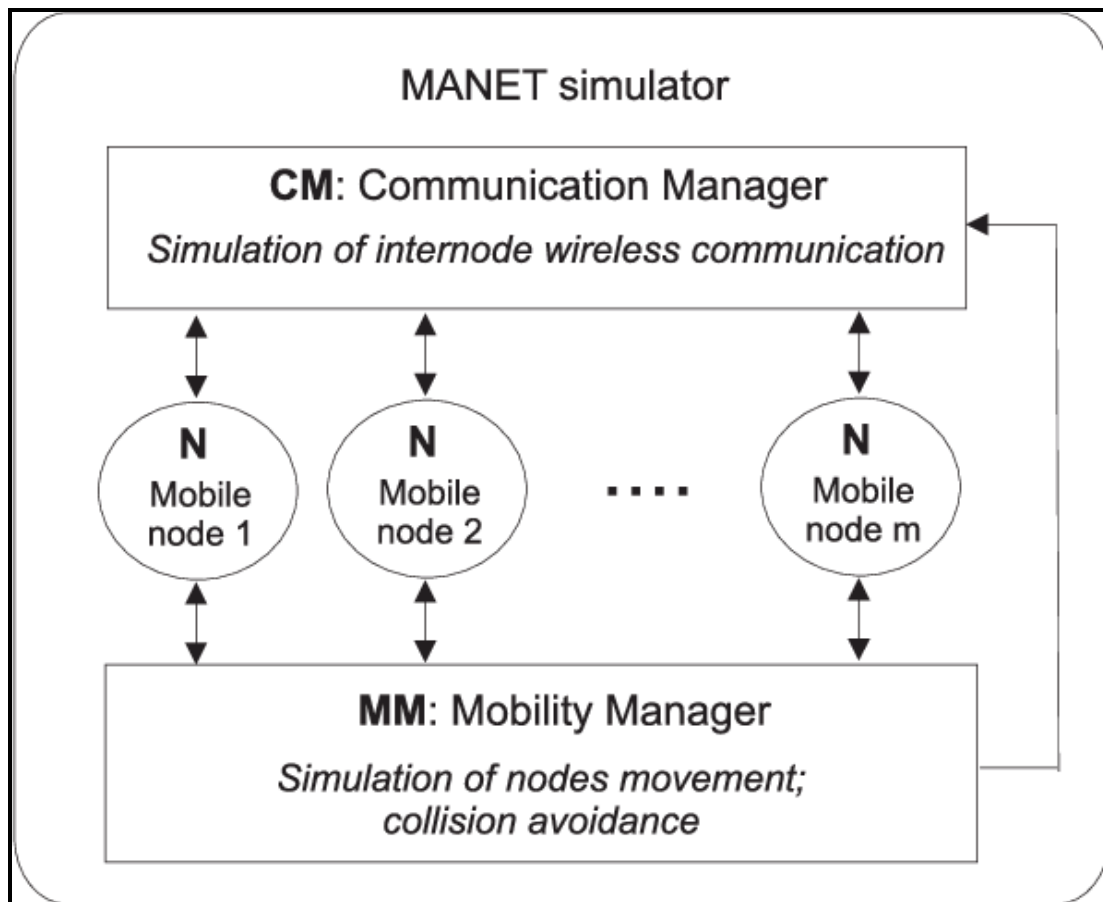 MANET simulator
CM: Communication Manager
Simulation of internode wireless communication
N
Mobile
node 1
N
Mobile
node 2
....
N
Mobile
node m
MM: Mobility Manager
Simulation of nodes movement;
collision avoidance